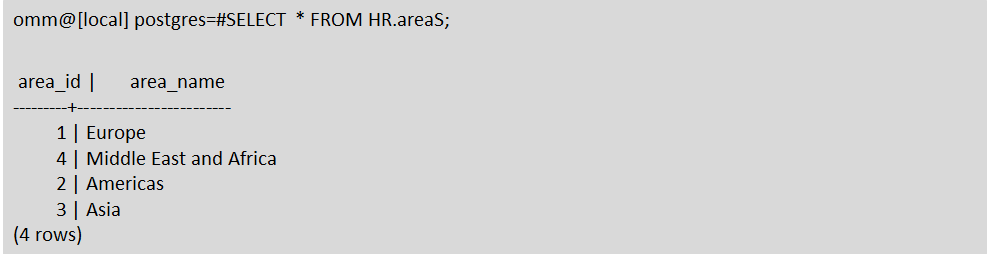 omm@[local] postgres=#SELECT  * FROM HR.areaS;
area_id |      area_name
---------+------------------------
1 | Europe
4 | Middle East and Africa
2 | Americas
3 | Asia
(4 rows)